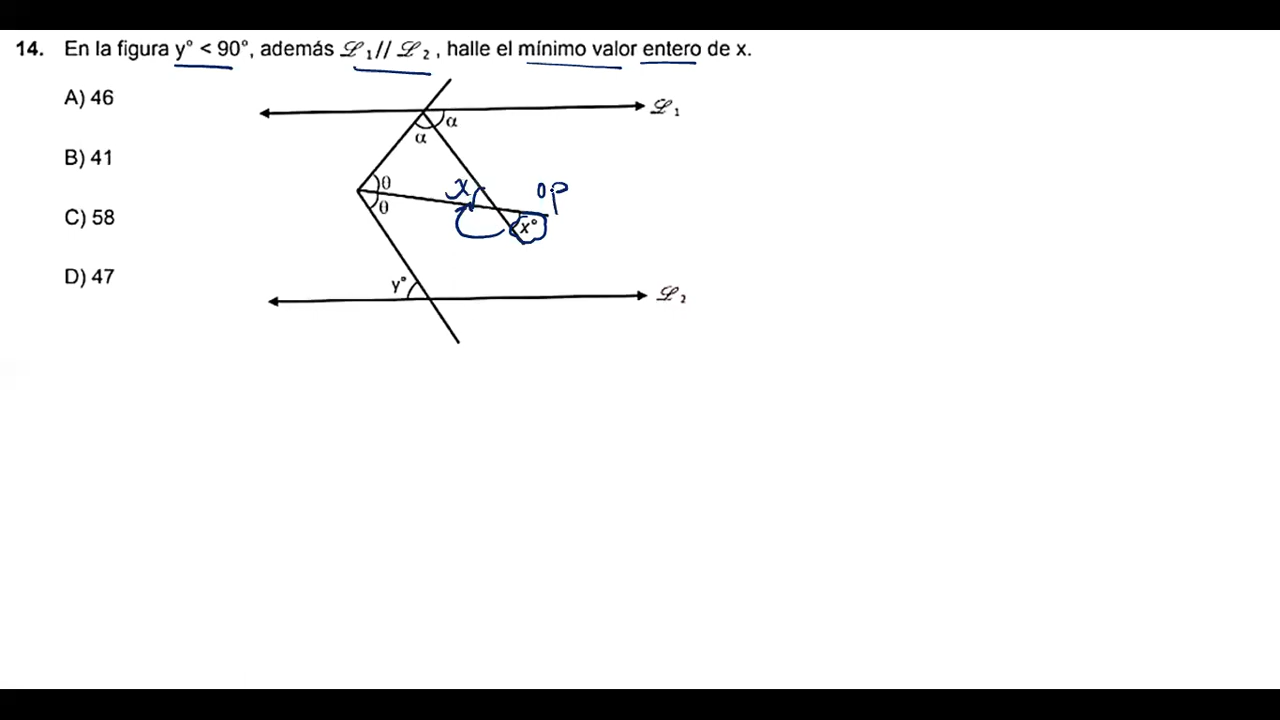 14. En la figura y° < 90°, además ℒ₁// ℒ₂, halle el mínimo valor entero de x.
A) 46
B) 41
C) 58
D) 47
ℒ₁
α
α
θ
x
op
θ
x°
y°
ℒ₂